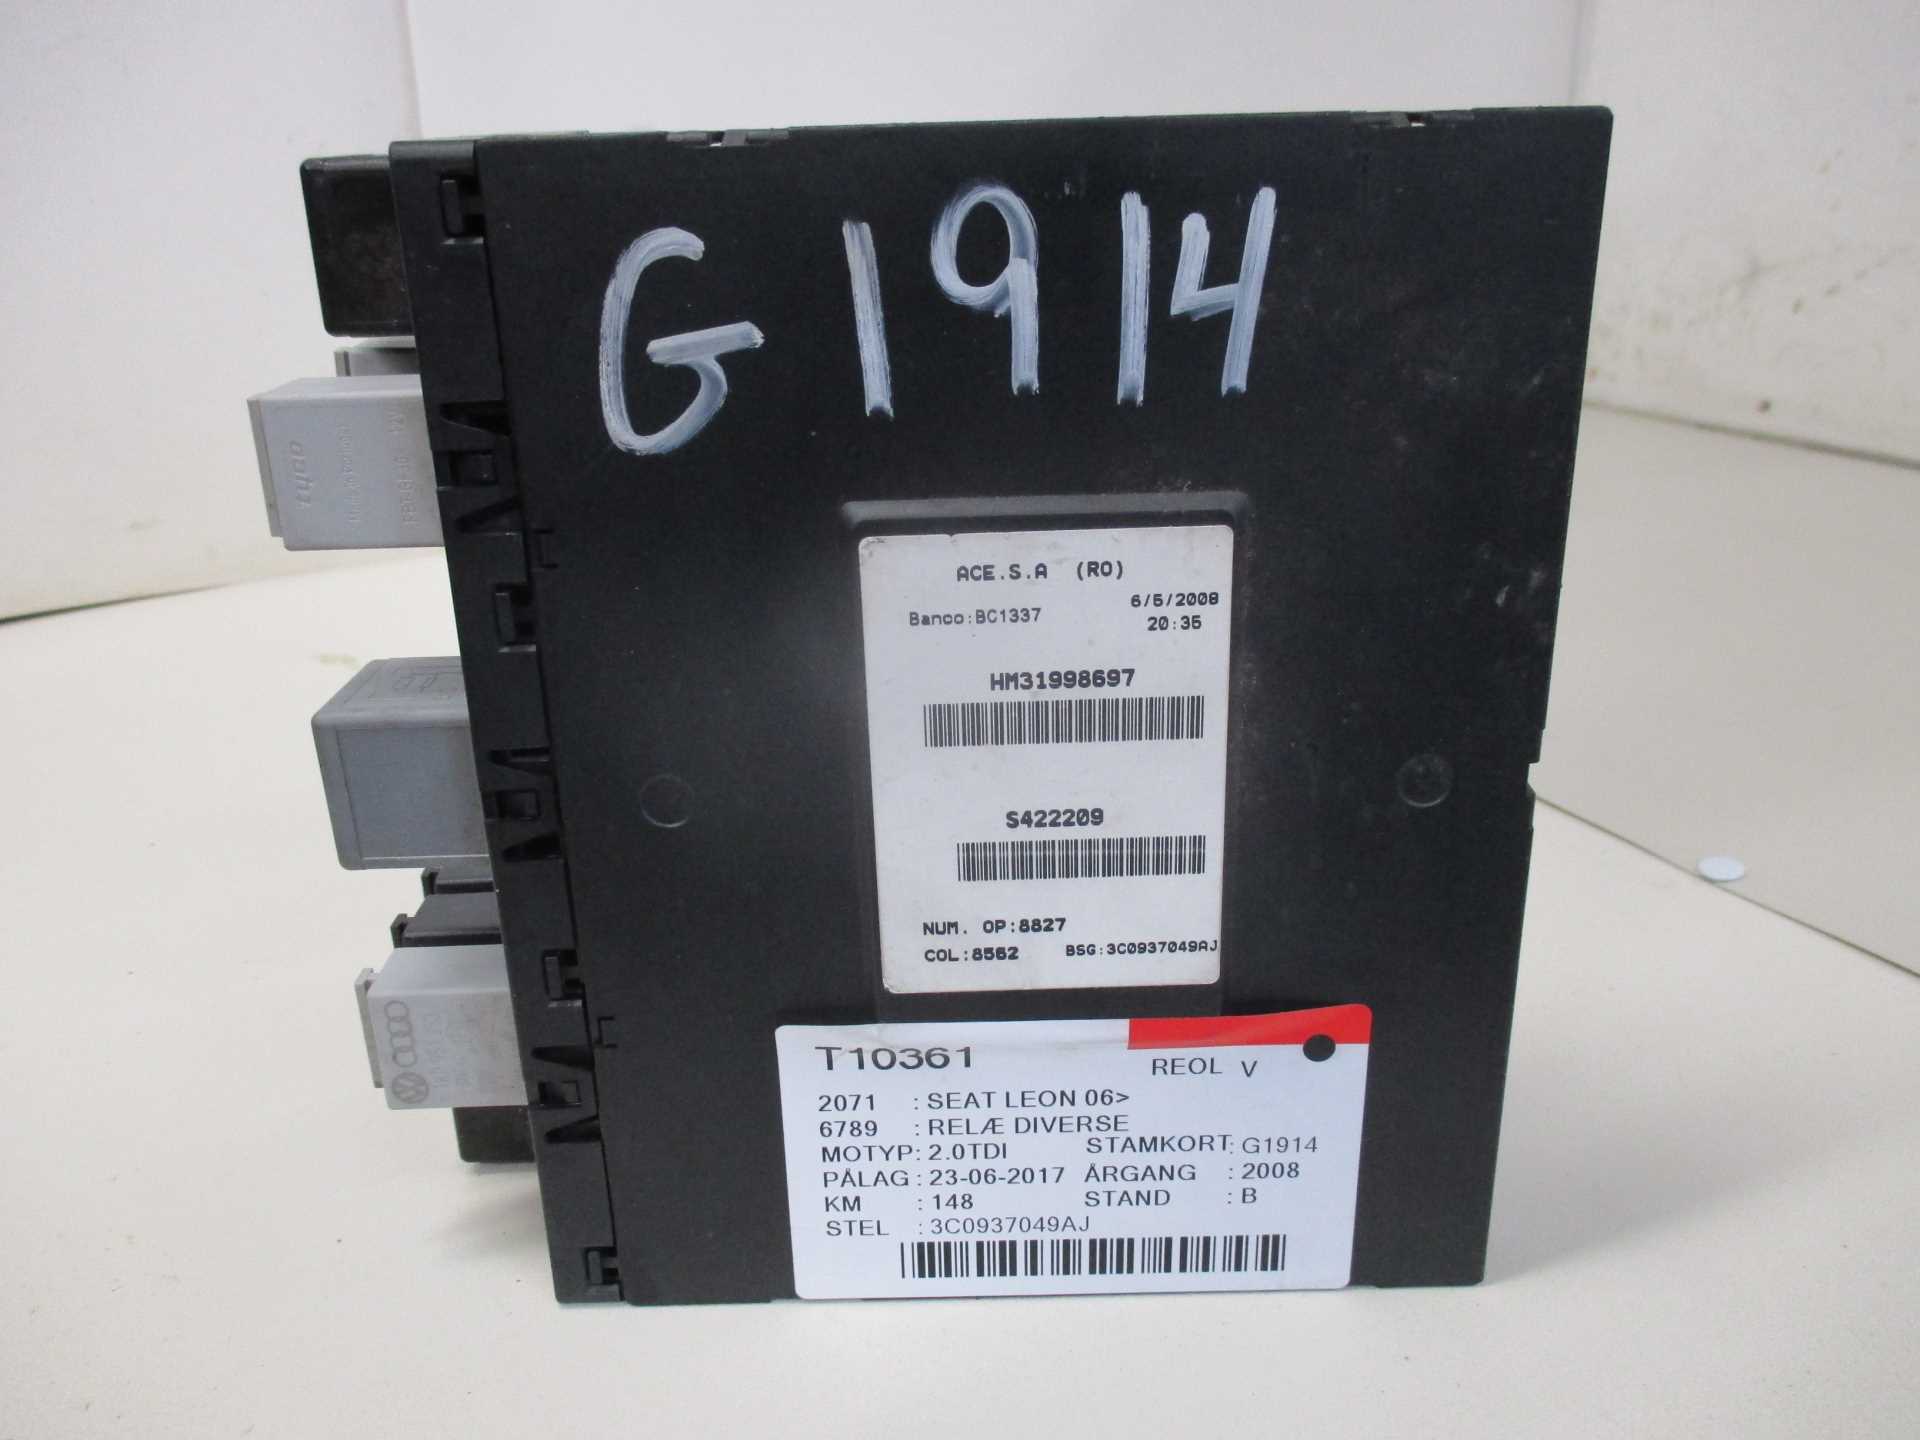 G1914
tyco
ACE.S.A (RO)
Banco:BC1337 6/5/2008
20:35
HM31998697
S422209
NUM. OP:8827
COL:8562 BSG:3C0937049AJ
T10361 REOL V
2071 : SEAT LEON 06>
6789 : RELÆ DIVERSE
MOTYP: 2.0TDI STAMKORT: G1914
PÅLAG : 23-06-2017 ÅRGANG : 2008
KM : 148 STAND : B
STEL : 3C0937049AJ